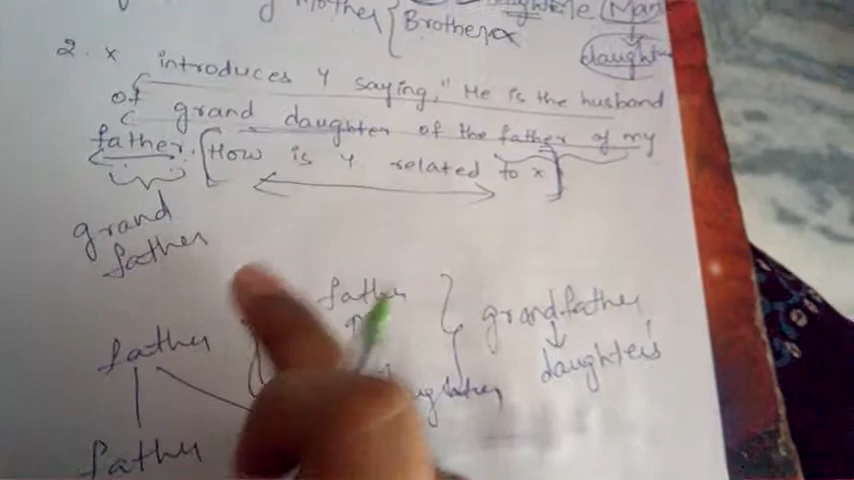 Mother { Brother
Man
daughter
2. X introduces Y saying, "He is the husband
of grand daughter of the father of my
father. [How is Y related to X]
grand
father
father } grandfather
father daughter's
father